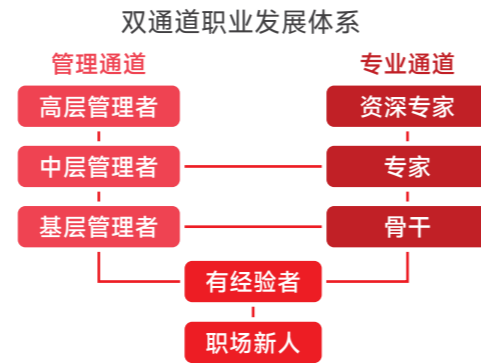 双通道职业发展体系
管理通道 专业通道
高层管理者 资深专家
中层管理者 专家
基层管理者 骨干
有经验者
职场新人